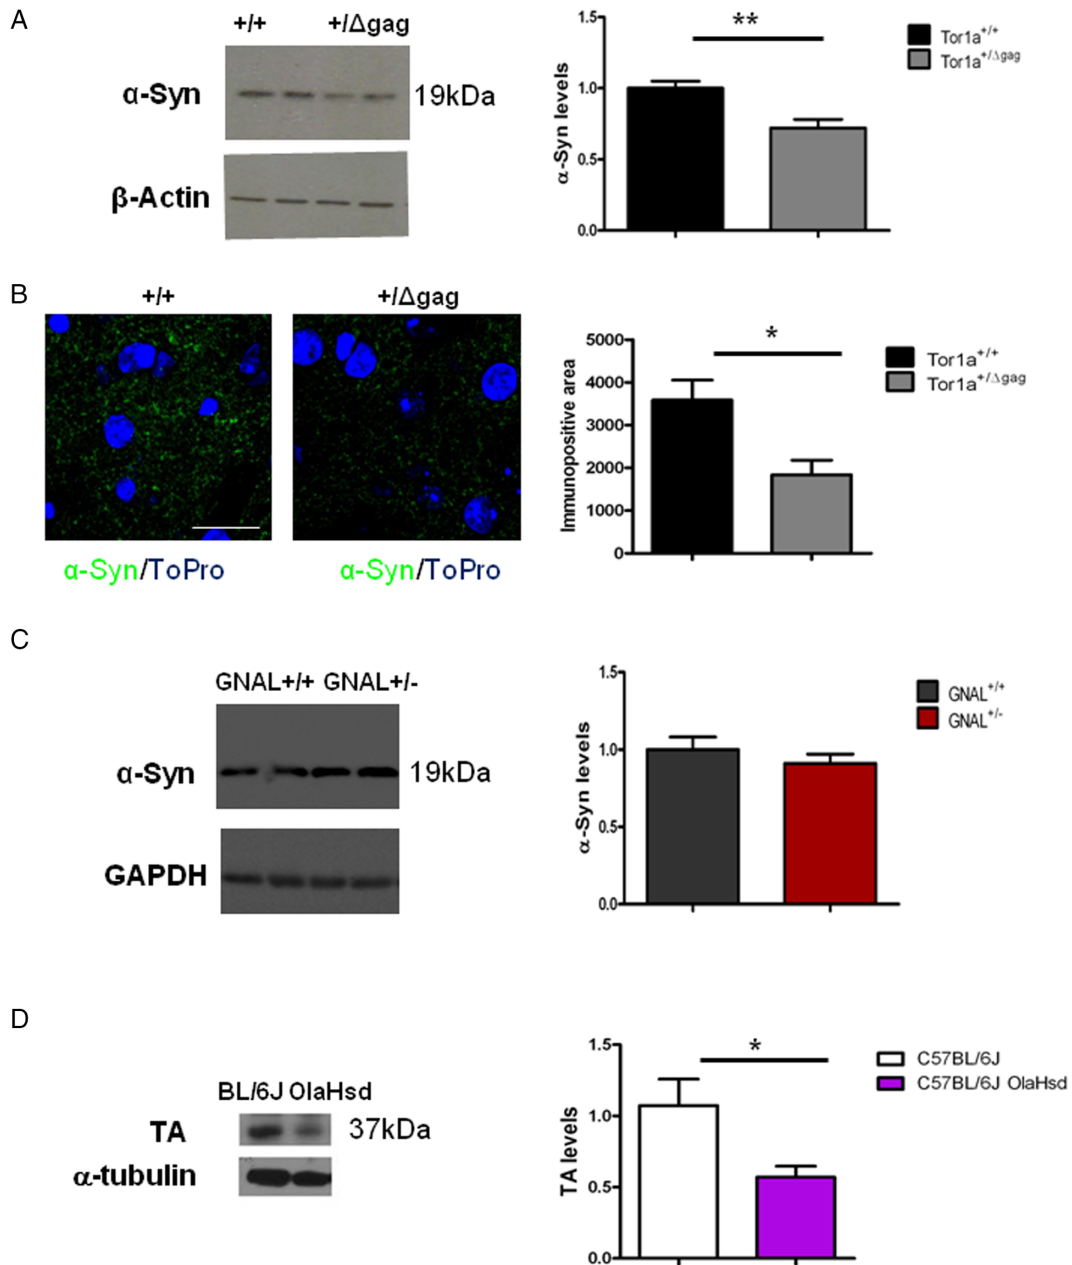 A
+/+ +/Δgag
α-Syn
19kDa
β-Actin
1.5
1.0
0.5
0.0
α-Syn levels
**
Tor1a+/+
Tor1a+/Δgag
B
+/+ +/Δgag
α-Syn/ToPro α-Syn/ToPro
5000
4000
3000
2000
1000
0
Immunopositive area
*
Tor1a+/+
Tor1a+/Δgag
C
GNAL+/+ GNAL+/-
α-Syn
19kDa
GAPDH
1.5
1.0
0.5
0.0
α-Syn levels
GNAL+/+
GNAL+/-
D
BL/6J OlaHsd
TA
37kDa
α-tubulin
1.5
1.0
0.5
0.0
TA levels
*
C57BL/6J
C57BL/6J OlaHsd